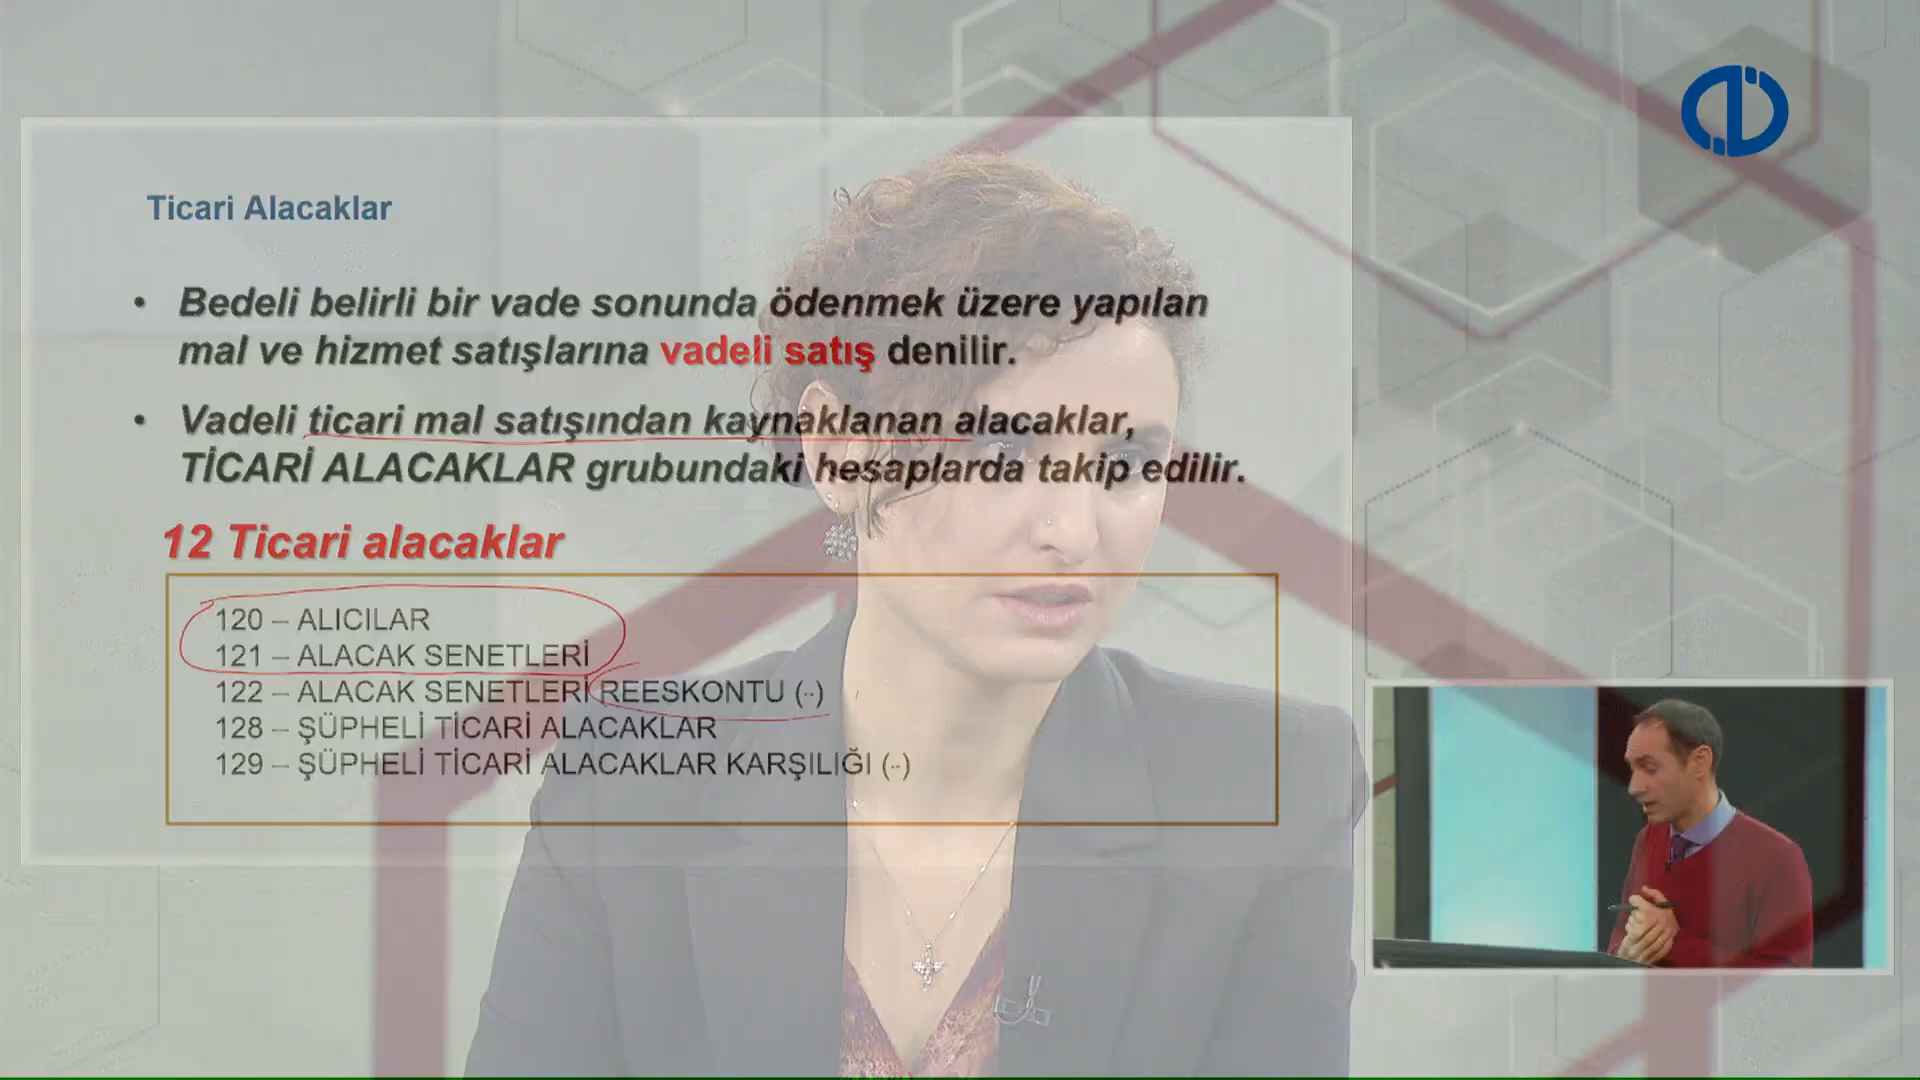 Ticari Alacaklar
• Bedeli belirli bir vade sonunda ödenmek üzere yapılan
mal ve hizmet satışlarına vadeli satış denilir.
• Vadeli ticari mal satışından kaynaklanan alacaklar,
TİCARİ ALACAKLAR grubundaki hesaplarda takip edilir.
12 Ticari alacaklar
120 – ALICILAR
121 – ALACAK SENETLERİ
122 – ALACAK SENETLERİ REESKONTU (-)
128 – ŞÜPHELİ TİCARİ ALACAKLAR
129 – ŞÜPHELİ TİCARİ ALACAKLAR KARŞILIĞI (-)